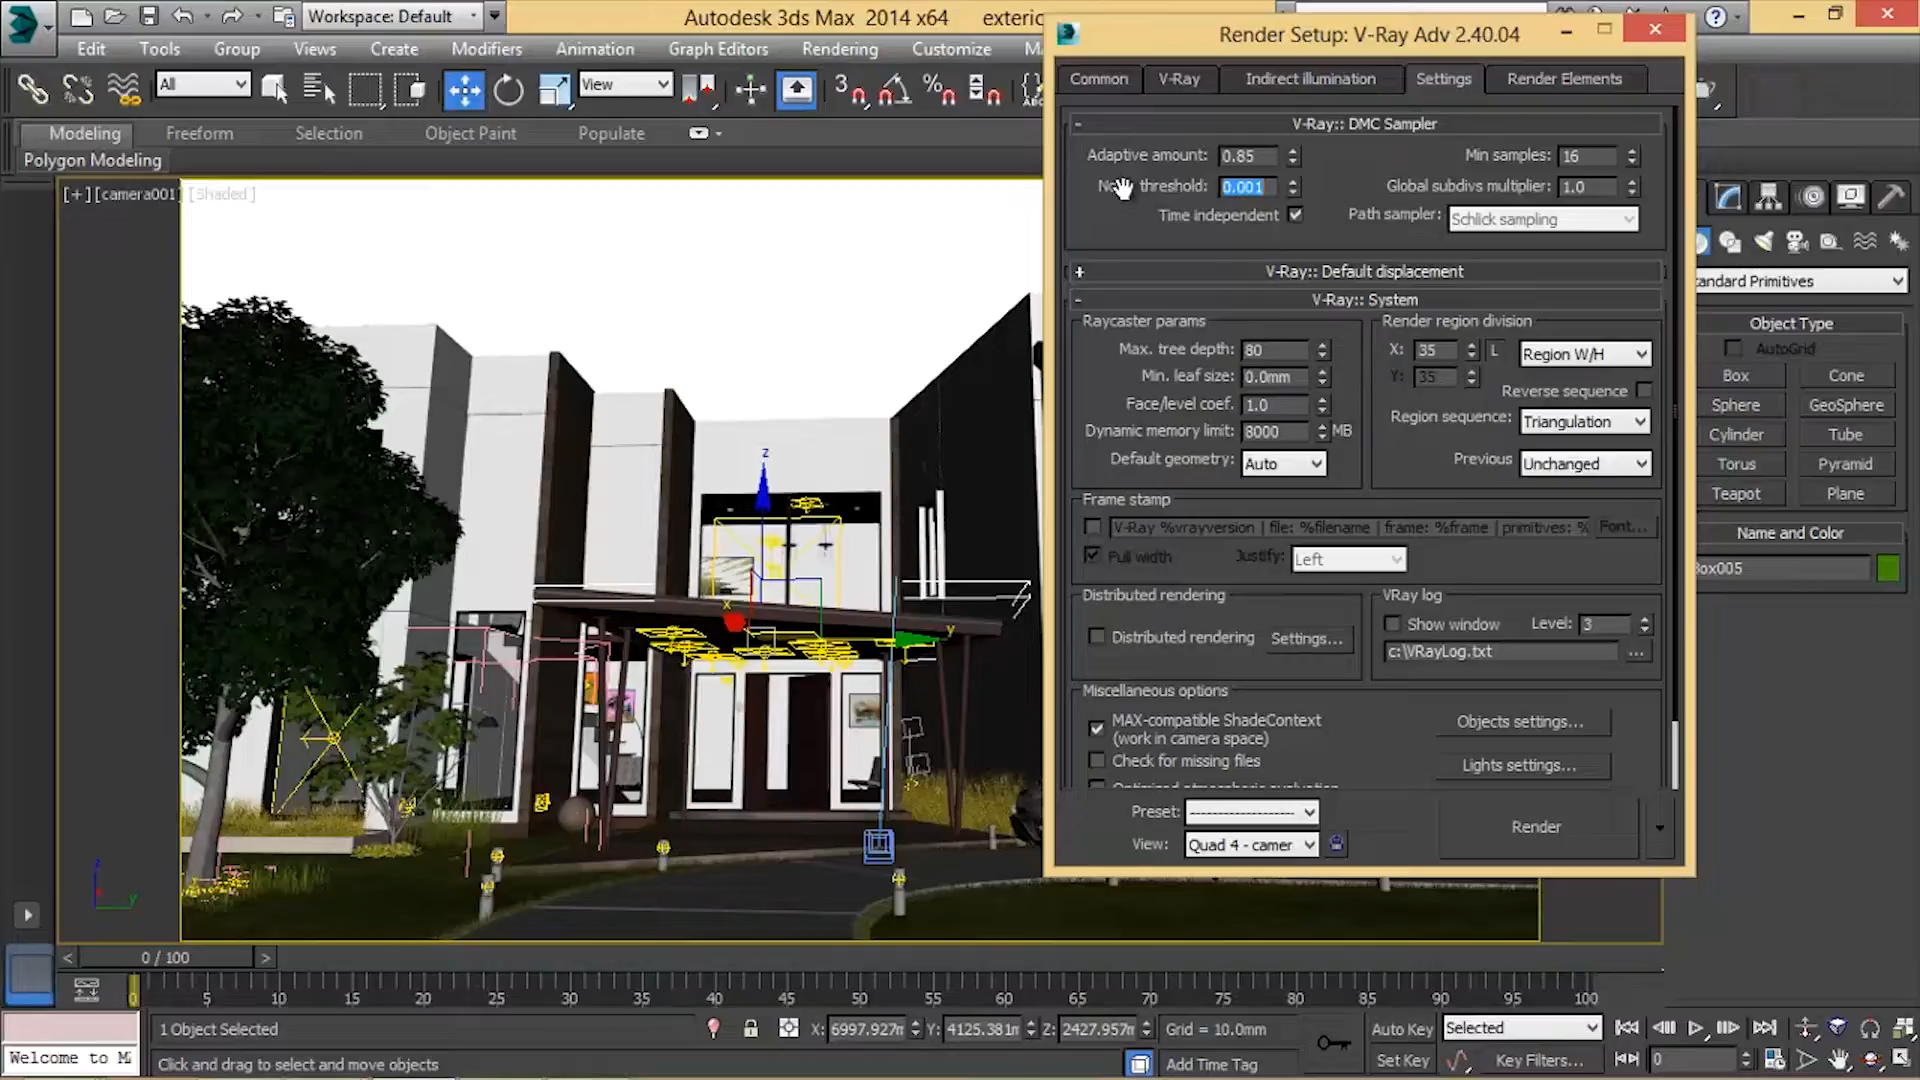 Workspace: Default
Autodesk 3ds Max 2014 x64 exterio
Render Setup: V-Ray Adv 2.40.04
Edit Tools Group Views Create Modifiers Animation Graph Editors Rendering Customize
All
View
Modeling Freeform Selection Object Paint Populate
Polygon Modeling
[+][camera001][Shaded]
Common V-Ray Indirect illumination Settings Render Elements
- V-Ray:: DMC Sampler
Adaptive amount: 0.85 Min samples: 16
threshold: 0.001 Global subdivs multiplier: 1.0
Time independent Path sampler: Schlick sampling
+ V-Ray:: Default displacement
- V-Ray:: System
Raycaster params Render region division
Max. tree depth: 80 X: 35 L Region W/H
Min. leaf size: 0.0mm Y: 35
Reverse sequence
Face/level coef. 1.0
Region sequence: Triangulation
Dynamic memory limit: 8000 MB
Default geometry: Auto Previous Unchanged
Frame stamp
V-Ray %vrayversion | file: %filename | frame: %frame | primitives: % Font...
Full width Justify: Left
Distributed rendering VRay log
Distributed rendering Settings... Show window Level: 3
c:\VRayLog.txt ...
Miscellaneous options
MAX-compatible ShadeContext
(work in camera space)
Objects settings...
Check for missing files Lights settings...
Preset: -------------------
Render
View: Quad 4 - camer
tandard Primitives
Object Type
AutoGrid
Box Cone
Sphere GeoSphere
Cylinder Tube
Torus Pyramid
Teapot Plane
Name and Color
Box005
z
x
y
z
y
< 0 / 100 >
0 5 10 15 20 25 30 35 40 45 50 55 60 65 70 75 80 85 90 95 100
1 Object Selected X: 6997.927m Y: 4125.381m Z: 2427.957m Grid = 10.0mm Auto Key Selected
Welcome to M Click and drag to select and move objects Add Time Tag Set Key Key Filters... 0